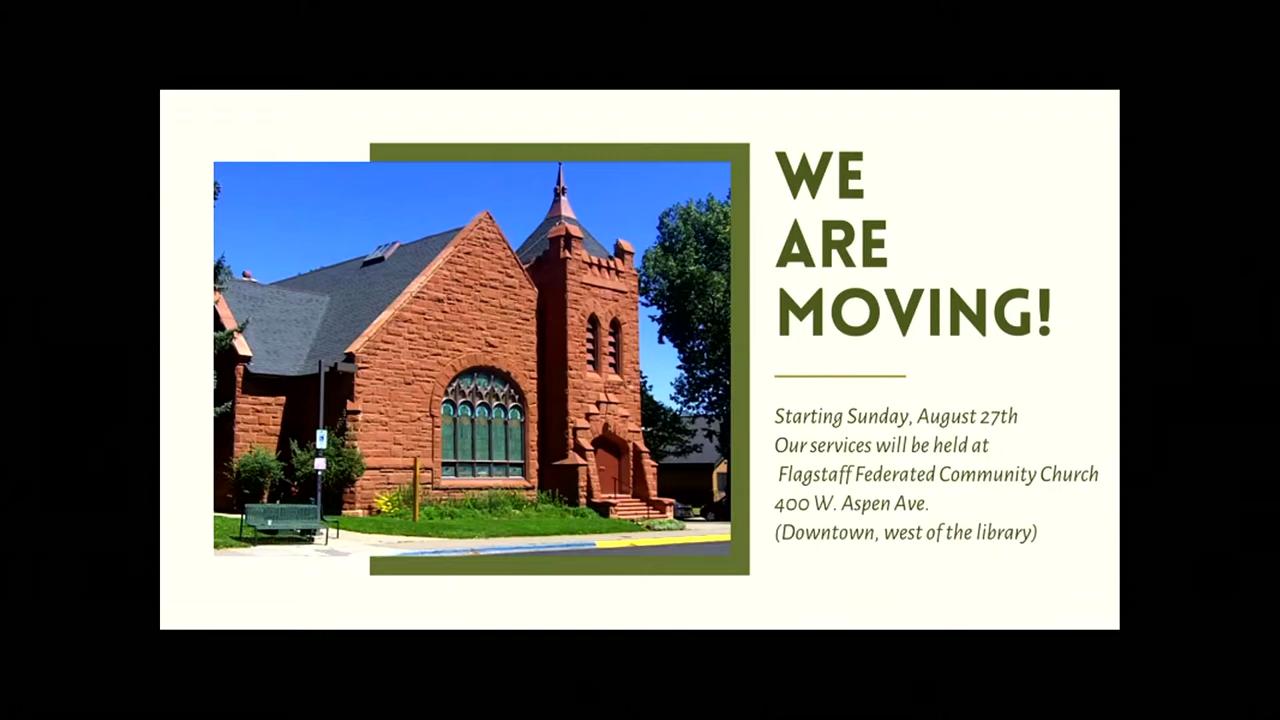 WE
ARE
MOVING!
Starting Sunday, August 27th
Our services will be held at
Flagstaff Federated Community Church
400 W. Aspen Ave.
(Downtown, west of the library)